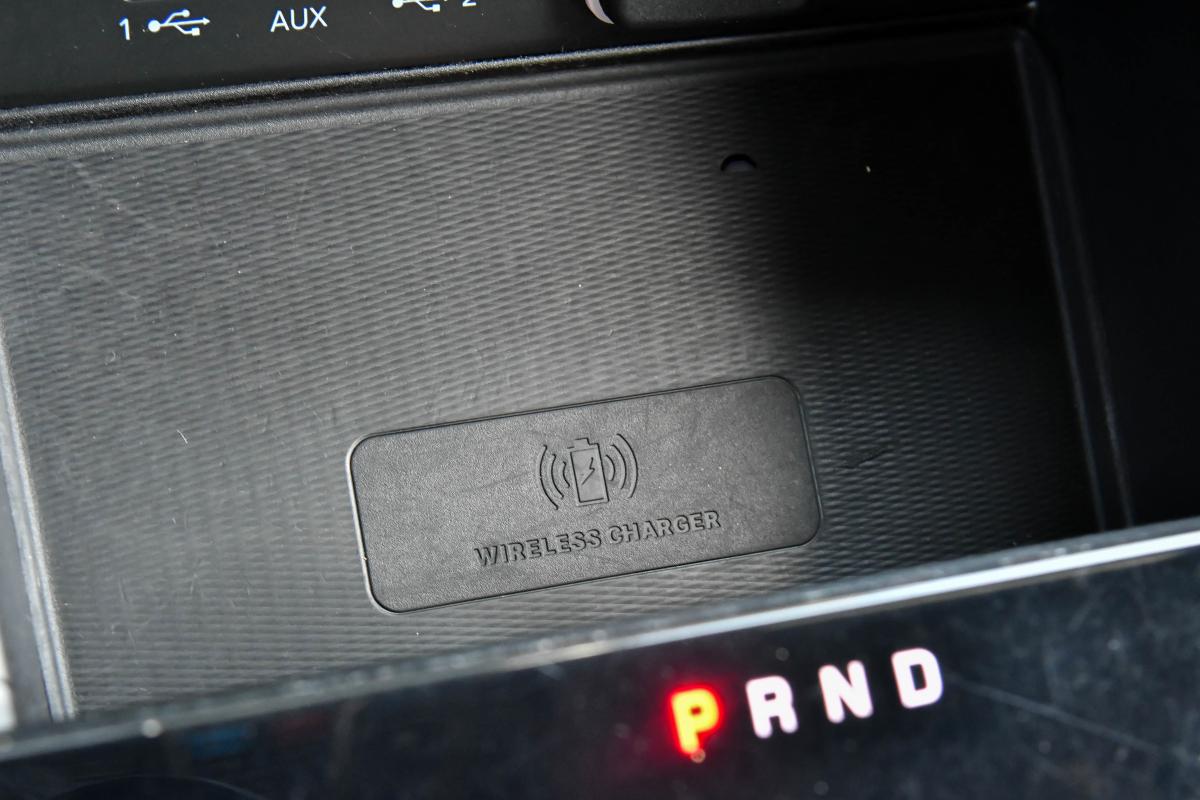 1 AUX 2
WIRELESS CHARGER
PRND